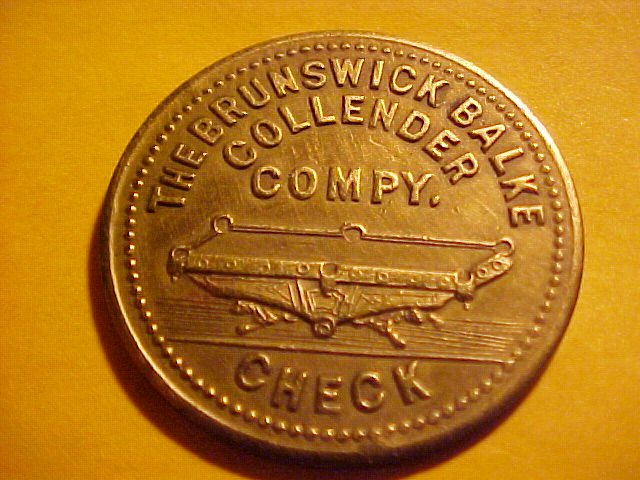 THE BRUNSWICK BALKE
COLLENDER
COMPY.
CHECK